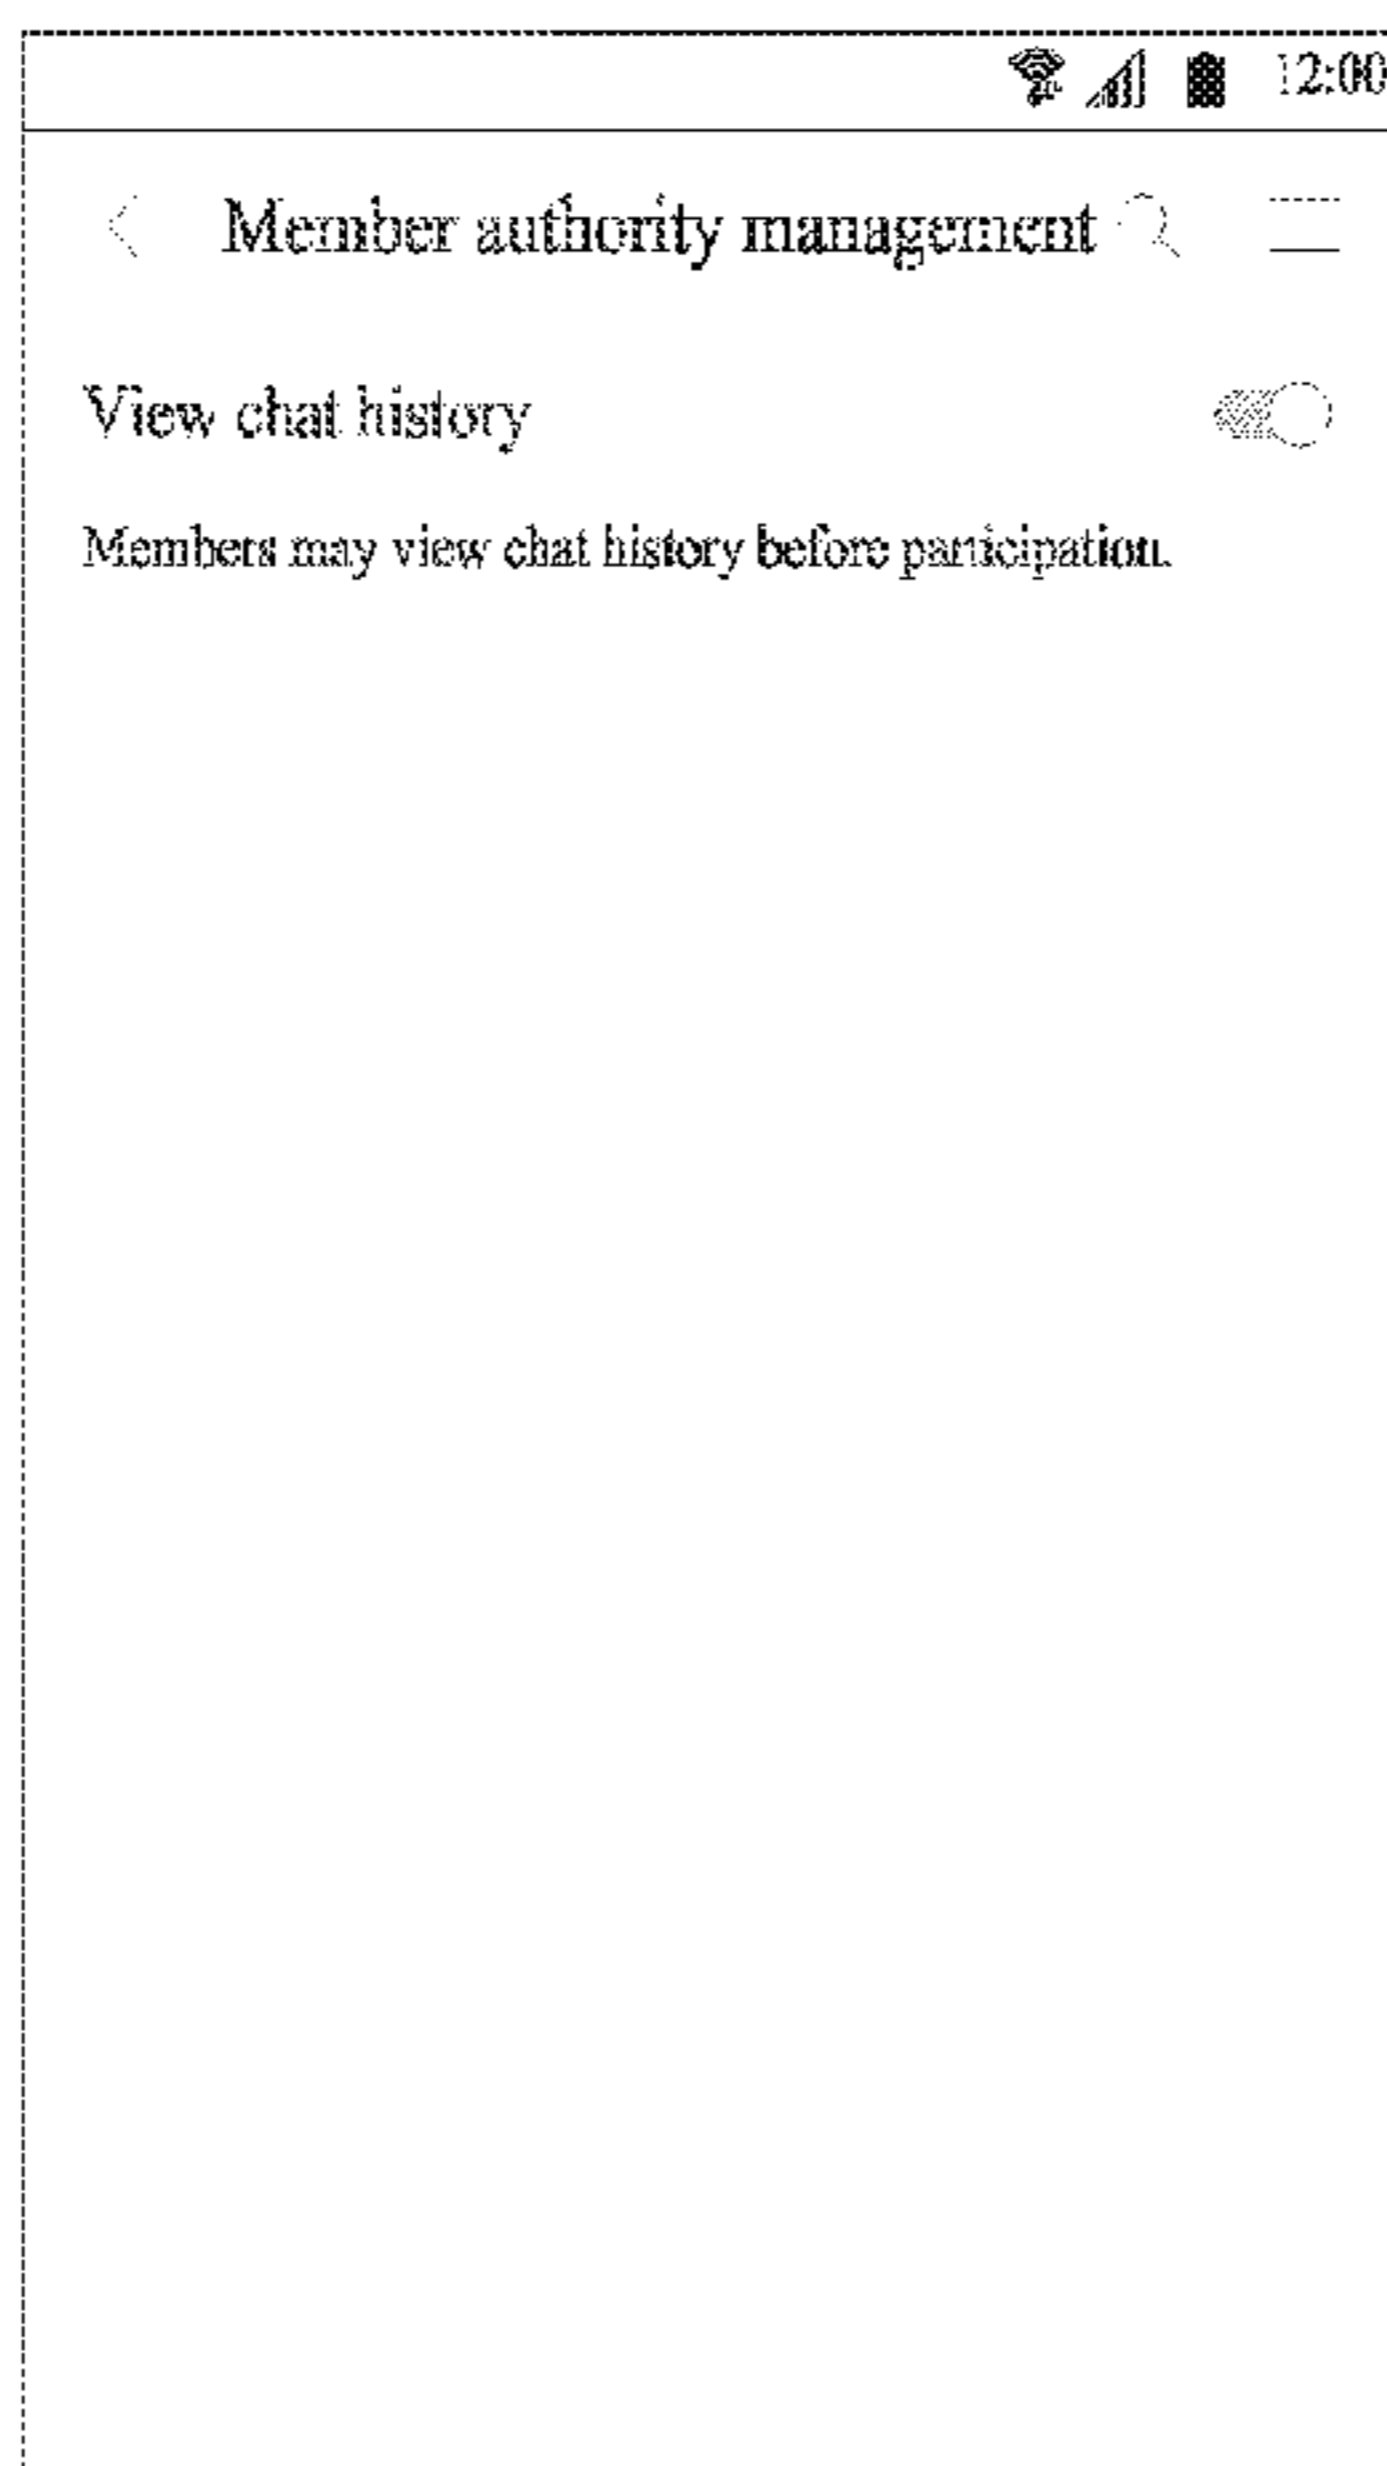 12:00
Member authority management
View chat history
Members may view chat history before participation.